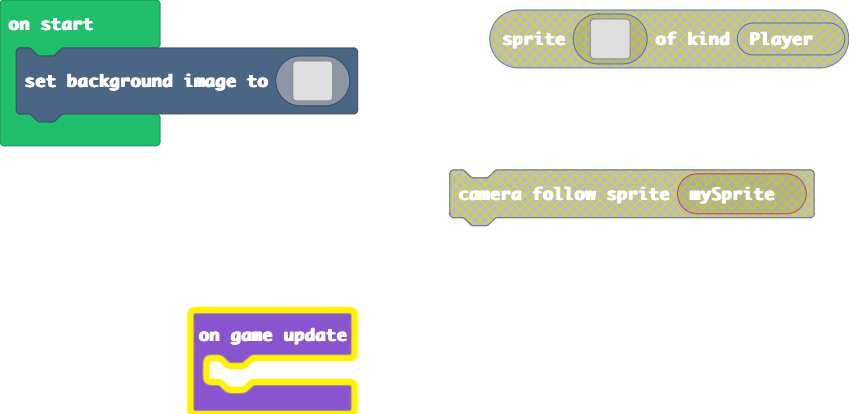 on start
set background image to
sprite of kind Player
camera follow sprite mySprite
on game update